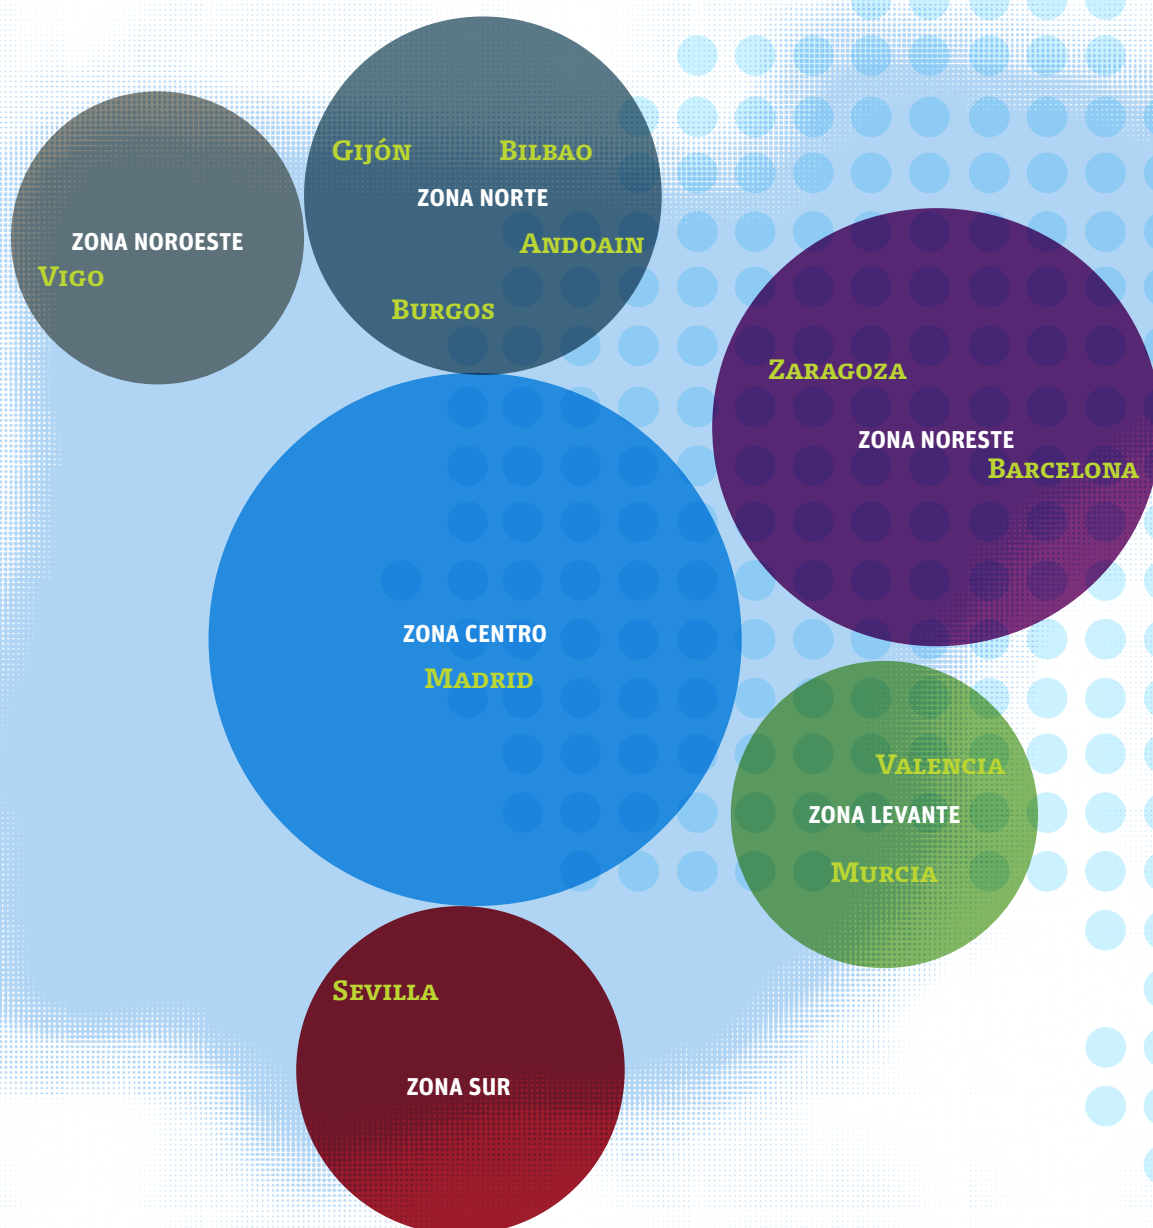 Gijón
Bilbao
ZONA NORTE
Andoain
Burgos
ZONA NOROESTE
Vigo
Zaragoza
ZONA NORESTE
Barcelona
ZONA CENTRO
Madrid
Valencia
ZONA LEVANTE
Murcia
Sevilla
ZONA SUR